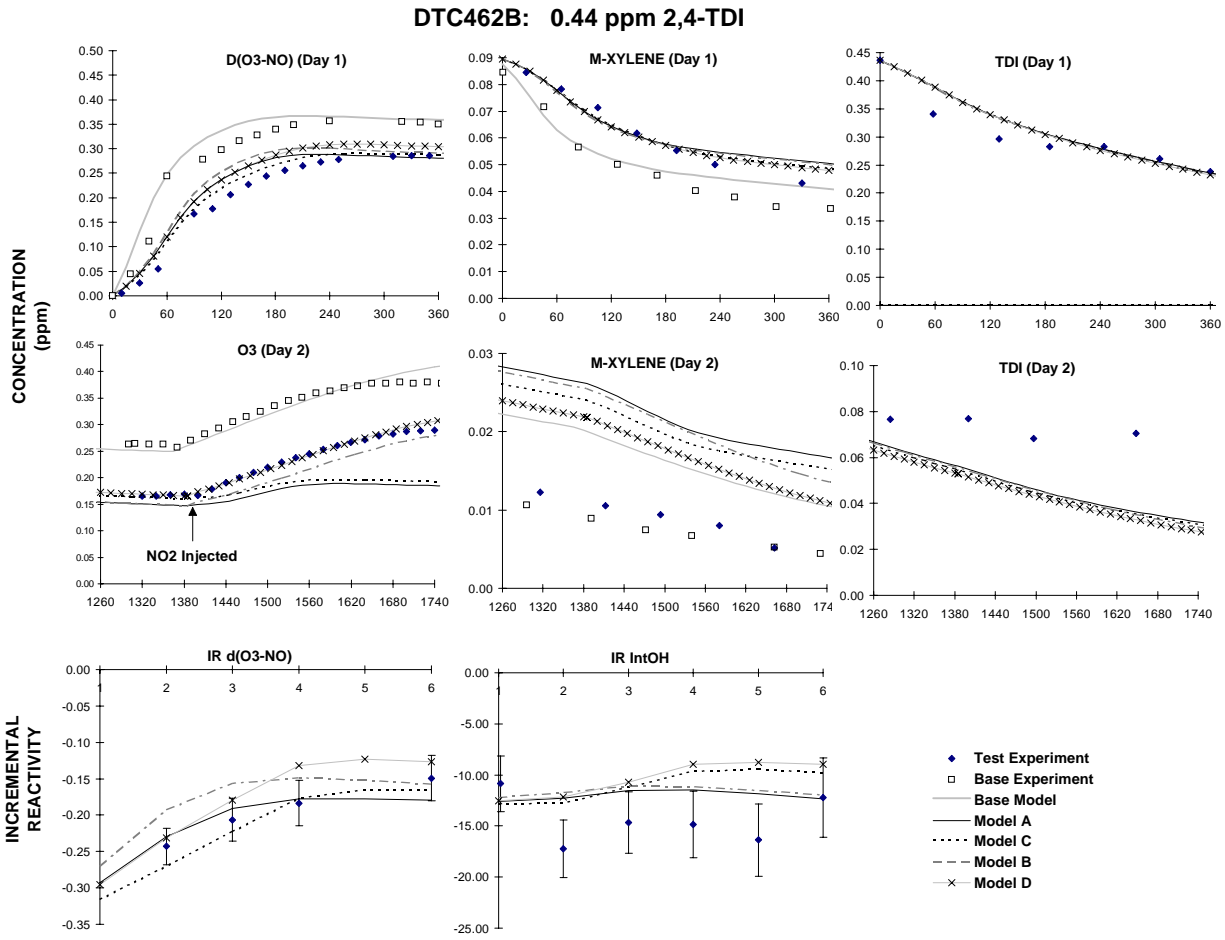 DTC462B: 0.44 ppm 2,4-TDI
CONCENTRATION
(ppm)
D(O3-NO) (Day 1)
0.50
0.45
0.40
0.35
0.30
0.25
0.20
0.15
0.10
0.05
0.00
0 60 120 180 240 300 360
M-XYLENE (Day 1)
0.09
0.08
0.07
0.06
0.05
0.04
0.03
0.02
0.01
0.00
0 60 120 180 240 300 360
TDI (Day 1)
0.45
0.40
0.35
0.30
0.25
0.20
0.15
0.10
0.05
0.00
0 60 120 180 240 300 360
O3 (Day 2)
0.45
0.40
0.35
0.30
0.25
0.20
0.15
0.10
0.05
0.00
NO2 Injected
1260 1320 1380 1440 1500 1560 1620 1680 1740
M-XYLENE (Day 2)
0.03
0.02
0.01
0.00
1260 1320 1380 1440 1500 1560 1620 1680 174
TDI (Day 2)
0.10
0.08
0.06
0.04
0.02
0.00
1260 1320 1380 1440 1500 1560 1620 1680 1740
INCREMENTAL
REACTIVITY
IR d(O3-NO)
0.00
-0.05
-0.10
-0.15
-0.20
-0.25
-0.30
-0.35
1 2 3 4 5 6
IR IntOH
0.00
-5.00
-10.00
-15.00
-20.00
-25.00
1 2 3 4 5 6
Test Experiment
Base Experiment
Base Model
Model A
Model C
Model B
Model D